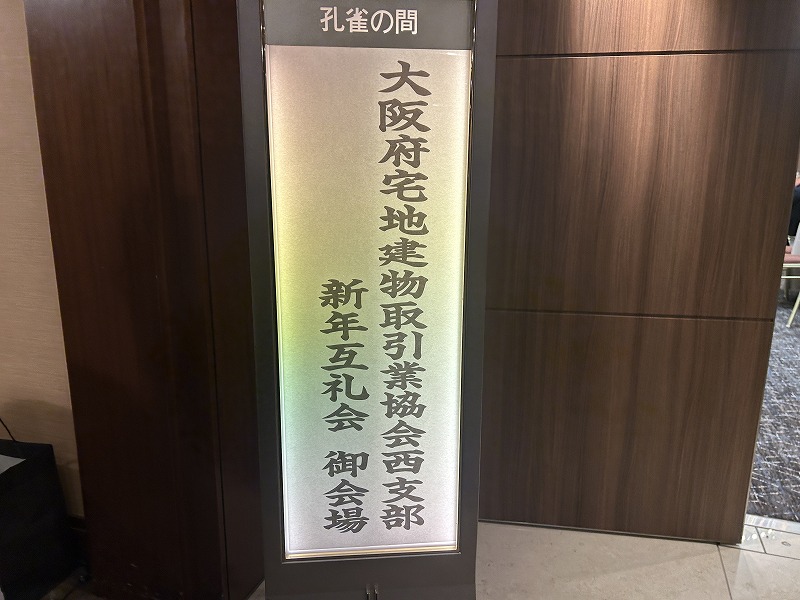 孔雀の間
大阪府宅地建物取引業協会西支部
新年互礼会 御会場